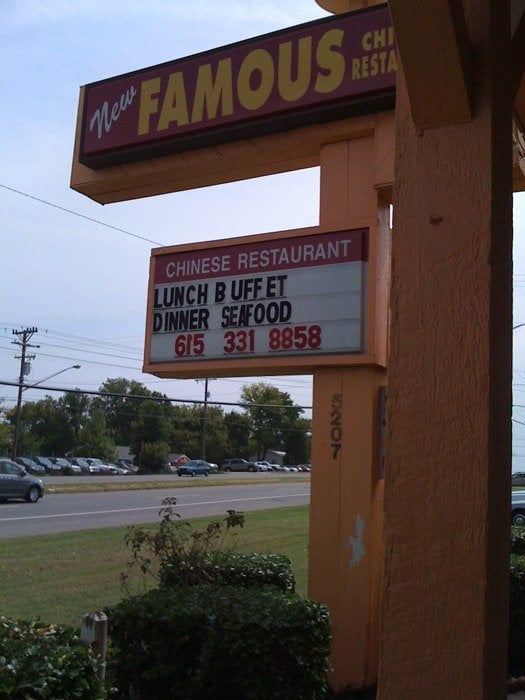 New FAMOUS CHI
RESTA
CHINESE RESTAURANT
LUNCH BUFFET
DINNER SEAFOOD
615 331 8858
5207